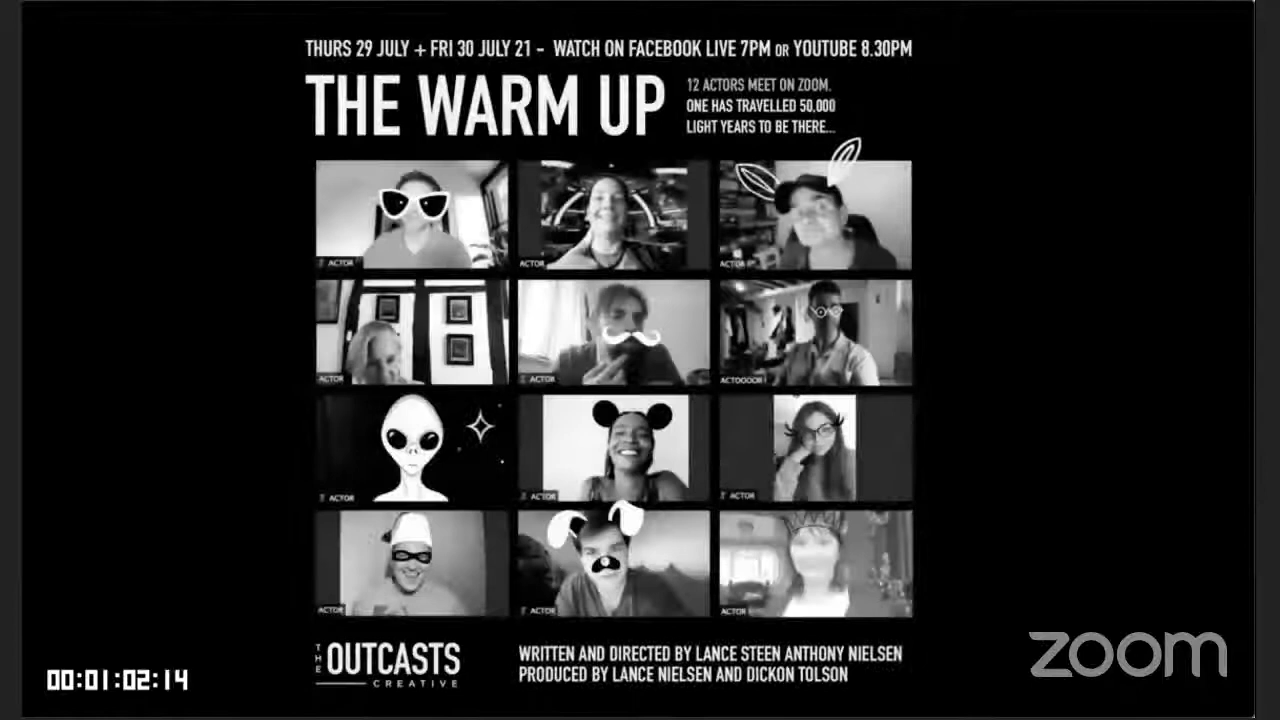 THURS 29 JULY + FRI 30 JULY 21 - WATCH ON FACEBOOK LIVE 7PM OR YOUTUBE 8.30PM
THE WARM UP
12 ACTORS MEET ON ZOOM.
ONE HAS TRAVELLED 50,000
LIGHT YEARS TO BE THERE...
ACTOR
ACTOR
ACTOR
ACTOR
ACTOR
ACTOOOOR!
ACTOR
ACTOR
ACTOR
ACTOR
ACTOR
ACTOR
THE OUTCASTS
CREATIVE
WRITTEN AND DIRECTED BY LANCE STEEN ANTHONY NIELSEN
PRODUCED BY LANCE NIELSEN AND DICKON TOLSON
00:01:02:14
zoom